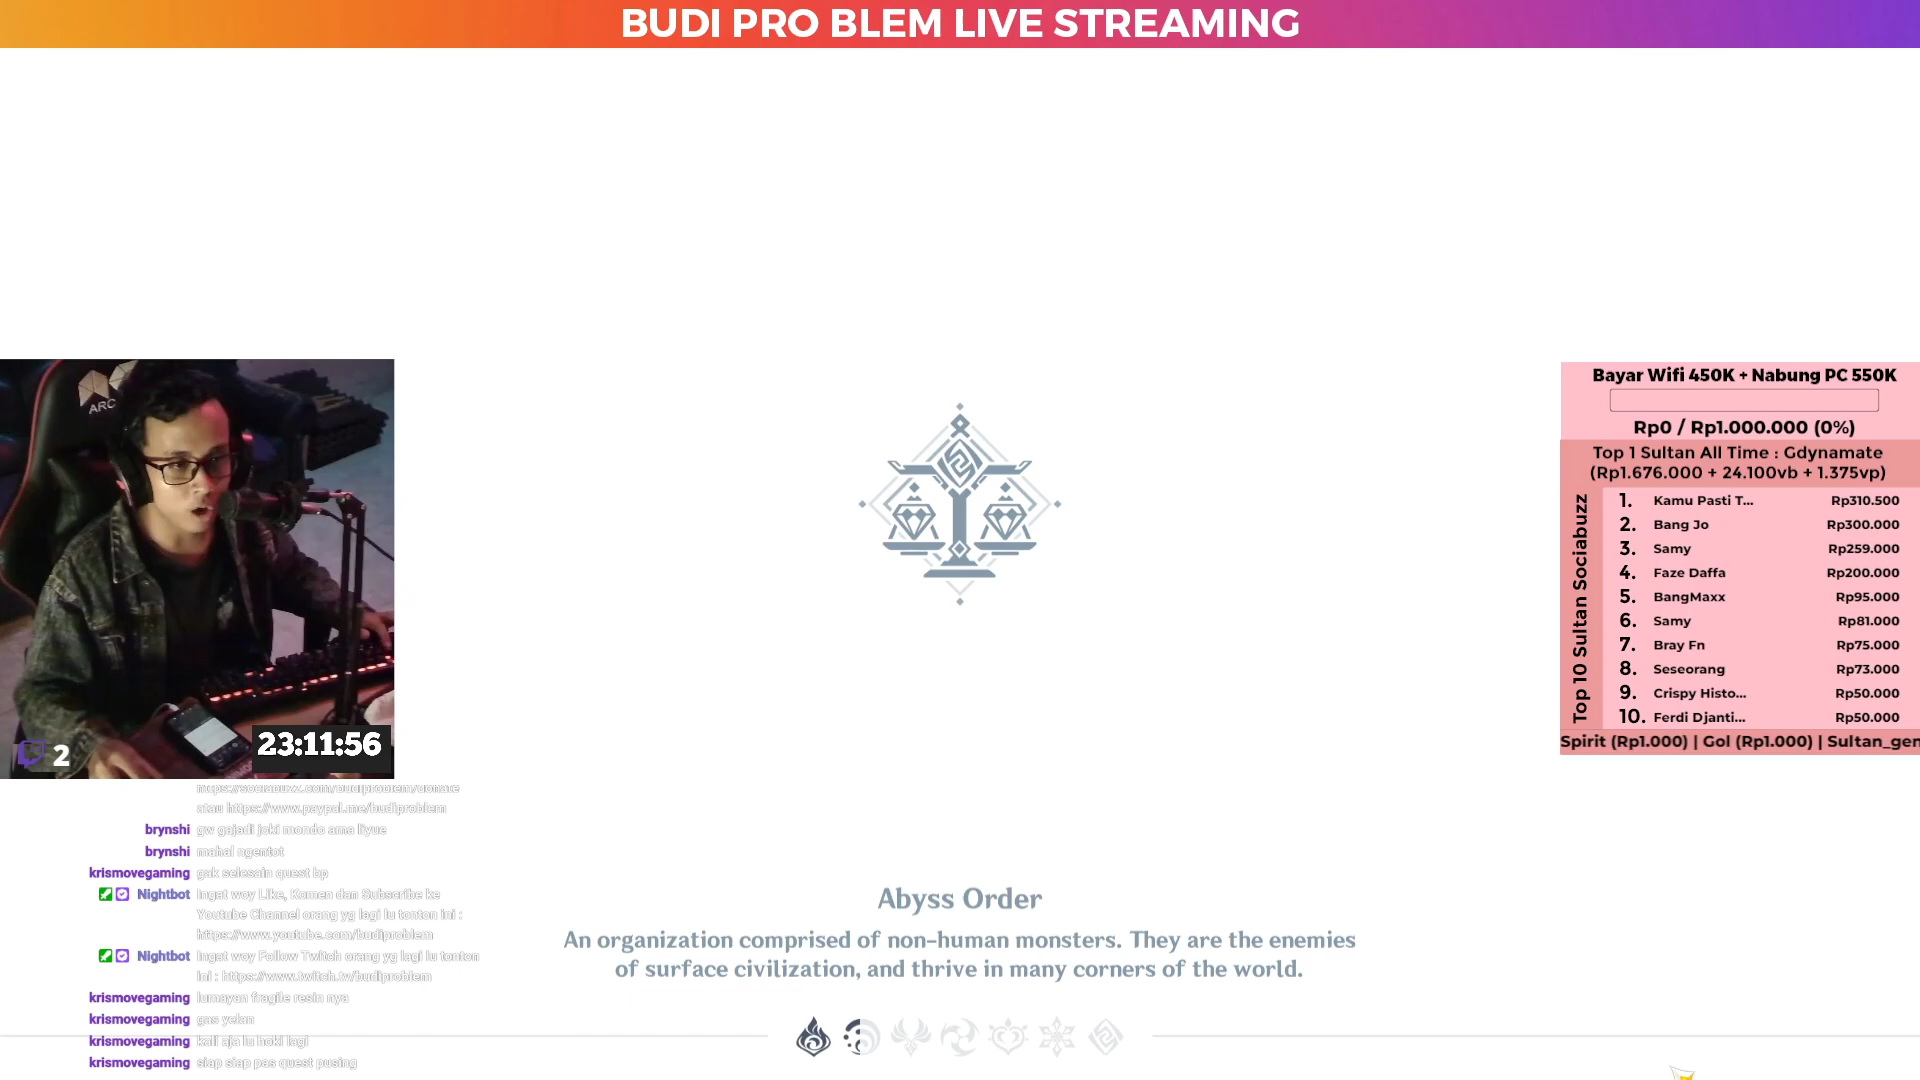 BUDI PRO BLEM LIVE STREAMING
ARC
23:11:56
2
https://sociabuzz.com/budiproblem/donate
atau https://www.paypal.me/budiproblem
brynshi gw gajadi joki mondo ama liyue
brynshi mahal ngentot
krismovegaming gak selesain quest bp
Nightbot Ingat woy Like, Komen dan Subscribe ke
Youtube Channel orang yg lagi lu tonton ini :
https://www.youtube.com/budiproblem
Nightbot Ingat woy Follow Twitch orang yg lagi lu tonton
ini : https://www.twitch.tv/budiproblem
krismovegaming lumayan fragile resin nya
krismovegaming gas yelan
krismovegaming kali aja lu hoki lagi
krismovegaming siap siap pas quest pusing
Abyss Order
An organization comprised of non-human monsters. They are the enemies
of surface civilization, and thrive in many corners of the world.
Bayar Wifi 450K + Nabung PC 550K
Rp0 / Rp1.000.000 (0%)
Top 1 Sultan All Time : Gdynamate
(Rp1.676.000 + 24.100vb + 1.375vp)
Top 10 Sultan Sociabuzz
1. Kamu Pasti T... Rp310.500
2. Bang Jo Rp300.000
3. Samy Rp259.000
4. Faze Daffa Rp200.000
5. BangMaxx Rp95.000
6. Samy Rp81.000
7. Bray Fn Rp75.000
8. Seseorang Rp73.000
9. Crispy Histo... Rp50.000
10. Ferdi Djanti... Rp50.000
Spirit (Rp1.000) | Gol (Rp1.000) | Sultan_gen